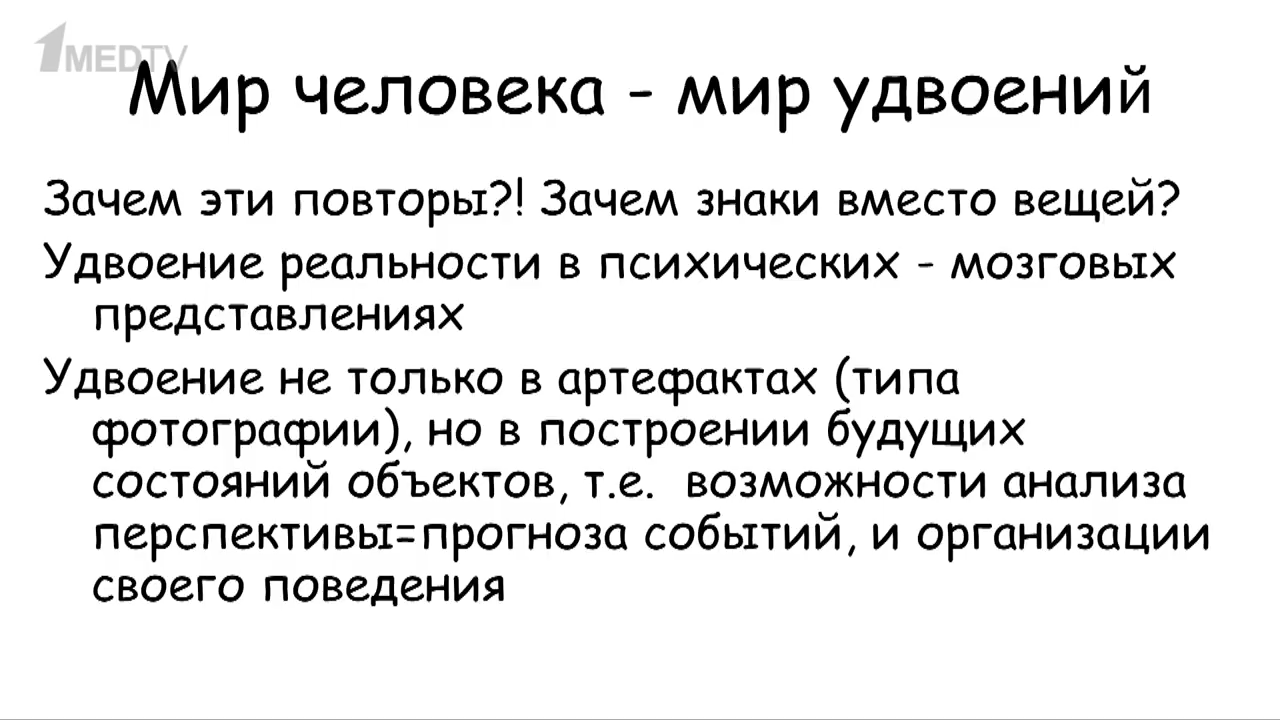 1MEDTV
Мир человека - мир удвоений
Зачем эти повторы?! Зачем знаки вместо вещей?
Удвоение реальности в психических - мозговых
представлениях
Удвоение не только в артефактах (типа
фотографии), но в построении будущих
состояний объектов, т.е. возможности анализа
перспективы=прогноза событий, и организации
своего поведения